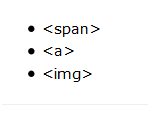 • <span>
• <a>
• <img>